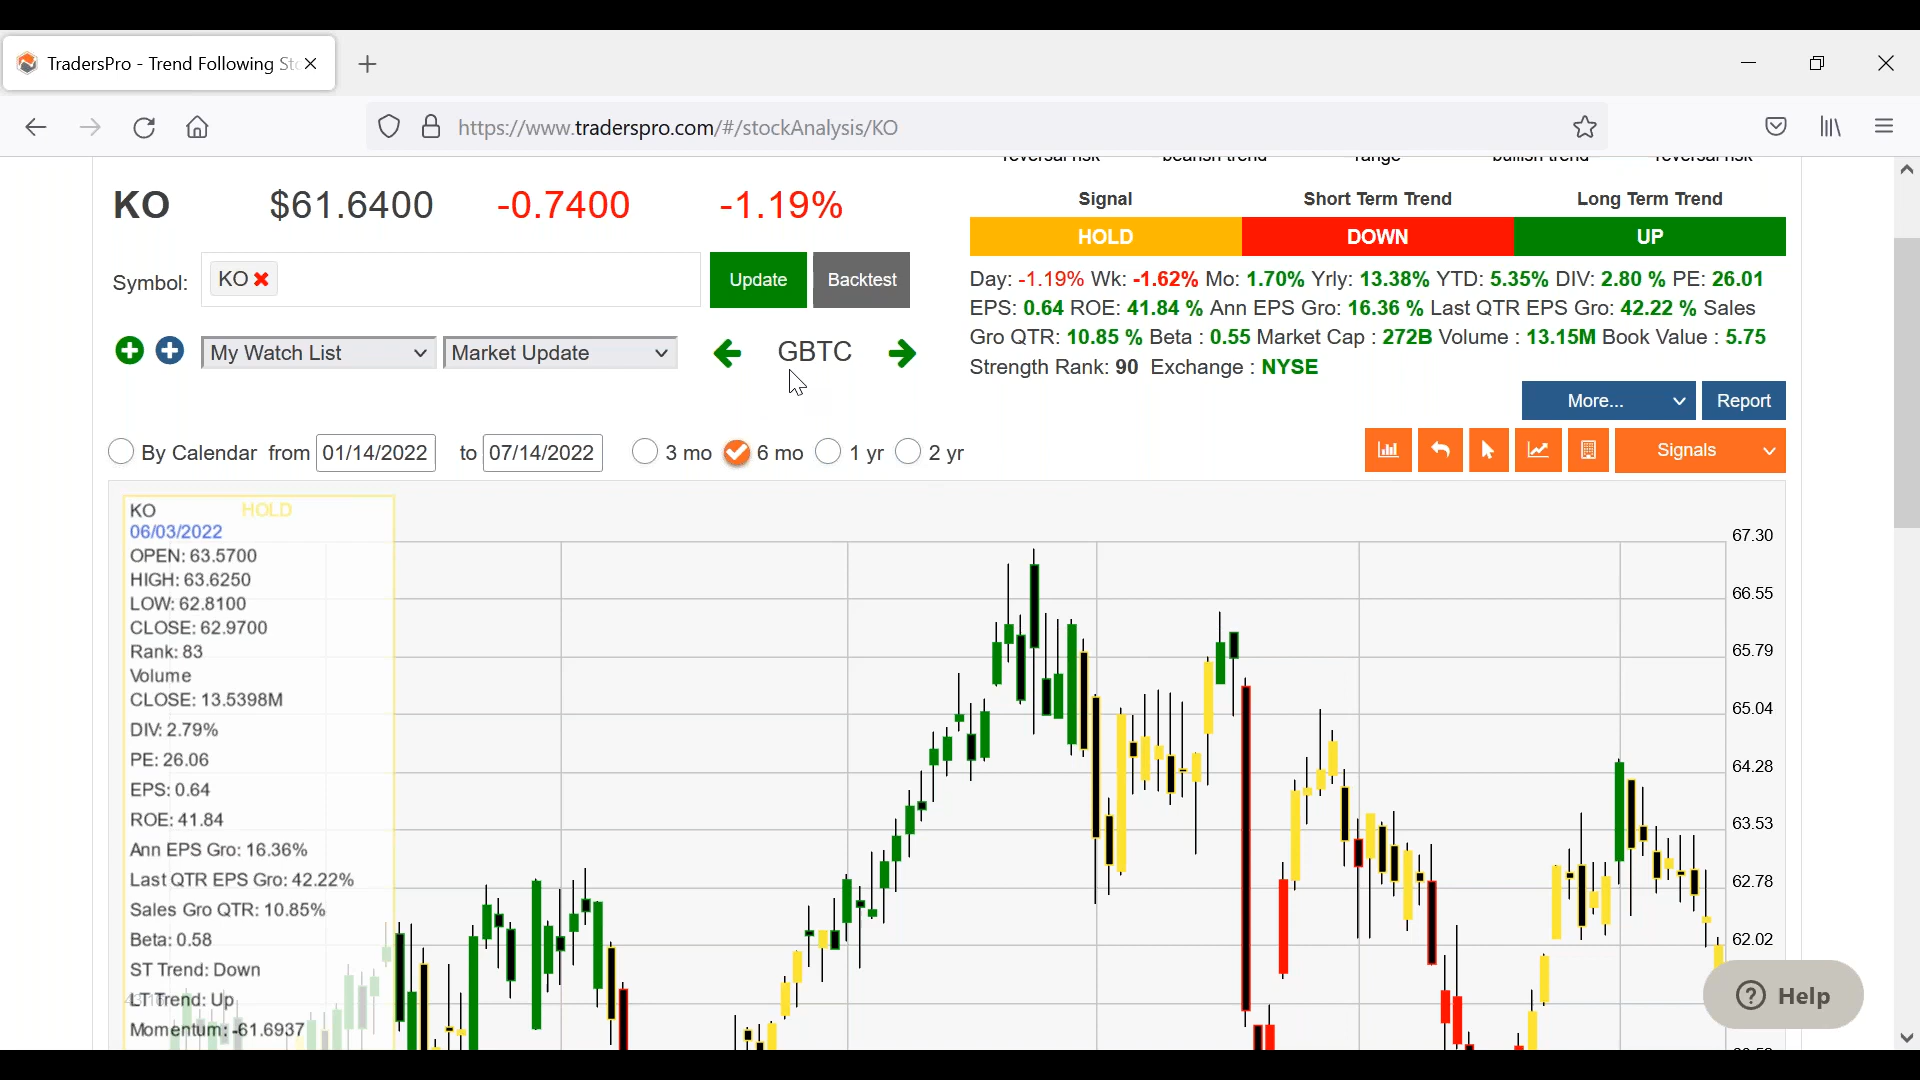 TradersPro - Trend Following Sto
https://www.traderspro.com/#/stockAnalysis/KO
reversal risk bearish trend range bullish trend reversal risk
KO $61.6400 -0.7400 -1.19%
Signal Short Term Trend Long Term Trend
HOLD DOWN UP
Symbol: KO Update Backtest
Day: -1.19% Wk: -1.62% Mo: 1.70% Yrly: 13.38% YTD: 5.35% DIV: 2.80 % PE: 26.01
EPS: 0.64 ROE: 41.84 % Ann EPS Gro: 16.36 % Last QTR EPS Gro: 42.22 % Sales
Gro QTR: 10.85 % Beta : 0.55 Market Cap : 272B Volume : 13.15M Book Value : 5.75
Strength Rank: 90 Exchange : NYSE
My Watch List Market Update GBTC
More... Report
By Calendar from 01/14/2022 to 07/14/2022 3 mo 6 mo 1 yr 2 yr
Signals
KO HOLD
06/03/2022
OPEN: 63.5700
HIGH: 63.6250
LOW: 62.8100
CLOSE: 62.9700
Rank: 83
Volume
CLOSE: 13.5398M
DIV: 2.79%
PE: 26.06
EPS: 0.64
ROE: 41.84
Ann EPS Gro: 16.36%
Last QTR EPS Gro: 42.22%
Sales Gro QTR: 10.85%
Beta: 0.58
ST Trend: Down
LT Trend: Up
Momentum: -61.6937
67.30
66.55
65.79
65.04
64.28
63.53
62.78
62.02
Help